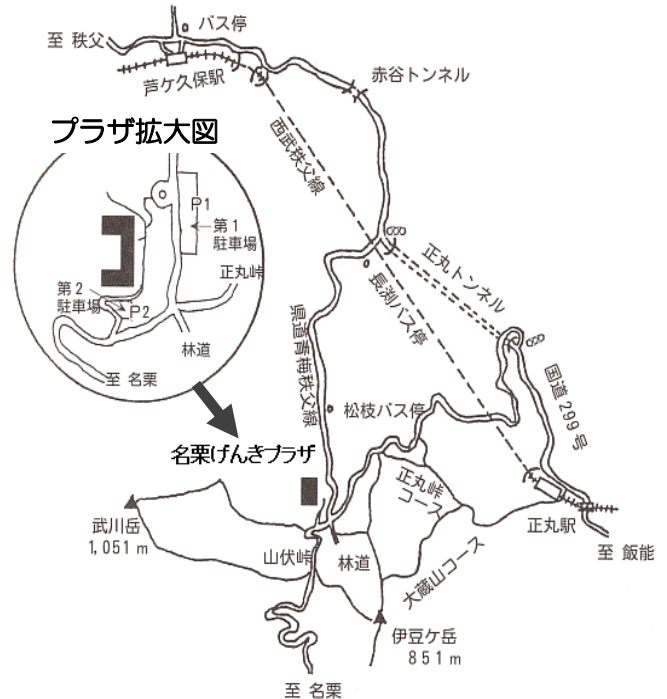 バス停
至 秩父
芦ケ久保駅
赤谷トンネル
西武秩父線
プラザ拡大図
P1
第1
駐車場
正丸峠
第2
駐車場
P2
林道
至 名栗
正丸トンネル
長渕バス停
県道青梅秩父線
国道299号
松枝バス停
名栗げんきプラザ
正丸峠
コース
武川岳
1,051m
山伏峠
林道
大蔵山コース
正丸駅
至 飯能
伊豆ケ岳
851m
至 名栗